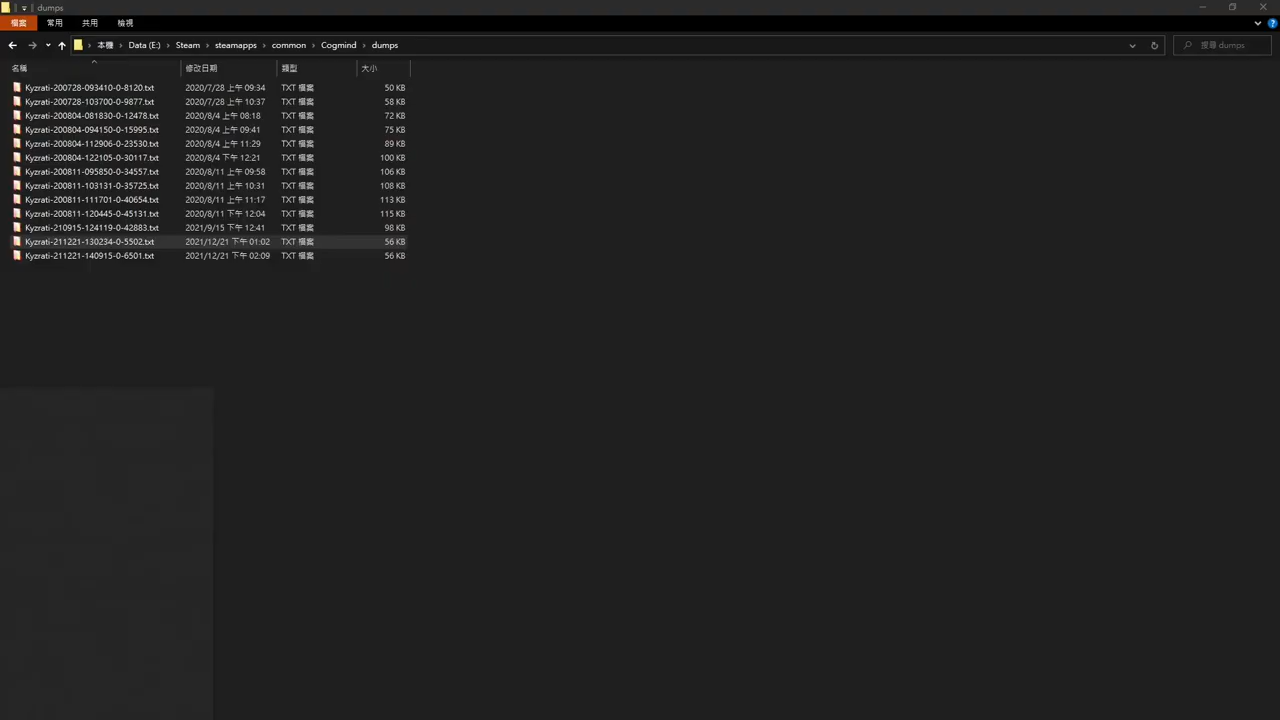 dumps
檔案 常用 共用 檢視
本機 Data (E:) Steam steamapps common Cogmind dumps 搜尋 dumps
名稱 修改日期 類型 大小
Kyzrati-200728-093410-0-8120.txt 2020/7/28 上午 09:34 TXT 檔案 50 KB
Kyzrati-200728-103700-0-9877.txt 2020/7/28 上午 10:37 TXT 檔案 58 KB
Kyzrati-200804-081830-0-12478.txt 2020/8/4 上午 08:18 TXT 檔案 72 KB
Kyzrati-200804-094150-0-15995.txt 2020/8/4 上午 09:41 TXT 檔案 75 KB
Kyzrati-200804-112906-0-23530.txt 2020/8/4 上午 11:29 TXT 檔案 89 KB
Kyzrati-200804-122105-0-30117.txt 2020/8/4 下午 12:21 TXT 檔案 100 KB
Kyzrati-200811-095850-0-34557.txt 2020/8/11 上午 09:58 TXT 檔案 106 KB
Kyzrati-200811-103131-0-35725.txt 2020/8/11 上午 10:31 TXT 檔案 108 KB
Kyzrati-200811-111701-0-40654.txt 2020/8/11 上午 11:17 TXT 檔案 113 KB
Kyzrati-200811-120445-0-45131.txt 2020/8/11 下午 12:04 TXT 檔案 115 KB
Kyzrati-210915-124119-0-42883.txt 2021/9/15 下午 12:41 TXT 檔案 98 KB
Kyzrati-211221-130234-0-5502.txt 2021/12/21 下午 01:02 TXT 檔案 56 KB
Kyzrati-211221-140915-0-6501.txt 2021/12/21 下午 02:09 TXT 檔案 56 KB